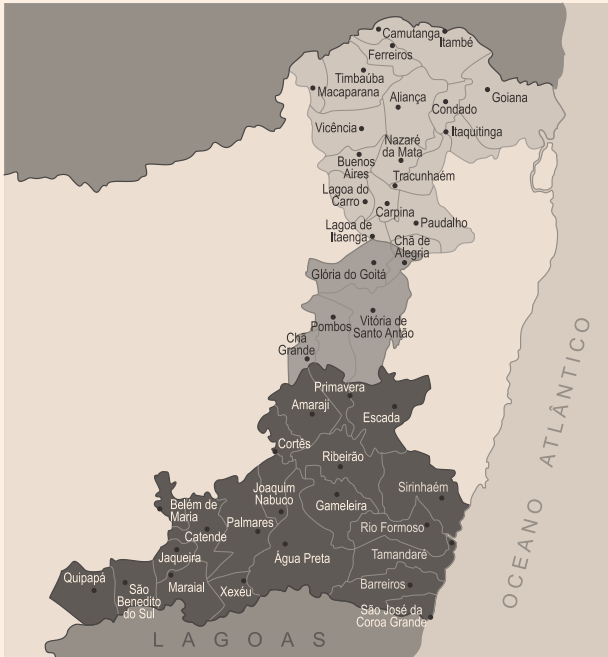 Camutanga
Itambé
Ferreiros
Timbaúba
Macaparana
Aliança
Goiana
Condado
Vicência
Itaquitinga
Nazaré
da Mata
Buenos
Aires
Tracunhaém
Lagoa do
Carro
Carpina
Paudalho
Lagoa de
Itaenga
Chã de
Alegria
Glória do Goitá
Pombos
Vitória de
Santo Antão
Chã
Grande
Primavera
Amaraji
Escada
Cortês
Ribeirão
Joaquim
Nabuco
Sirinhaém
Gameleira
Belém de
Maria
Palmares
Rio Formoso
Catende
Tamandaré
Jaqueira
Água Preta
Quipapá
São
Benedito
do Sul
Maraial
Xexéu
Barreiros
São José da
Coroa Grande
LAGOAS
OCEANO ATLÂNTICO